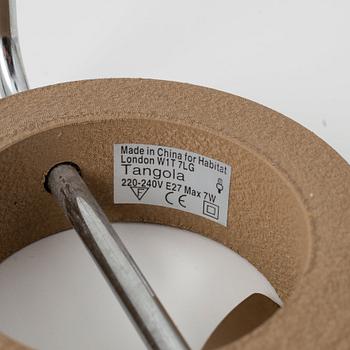 Made in China for Habitat
London W1T 7LG
Tangola
220-240V E27 Max 7W
F CE